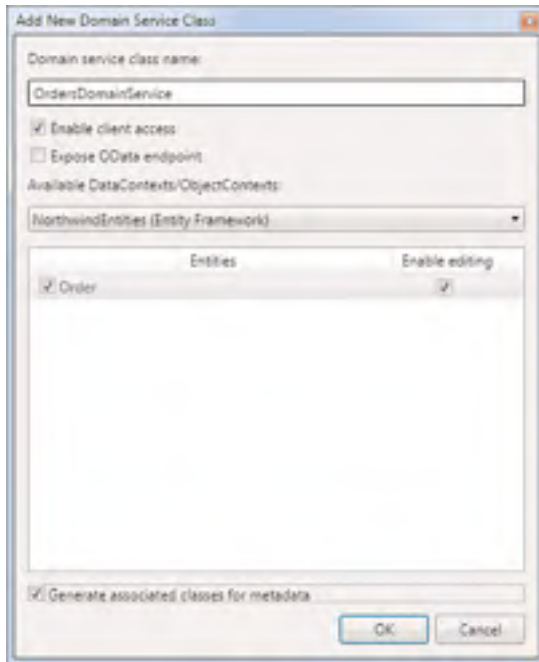 Add New Domain Service Class
Domain service class name:
OrdersDomainService
Enable client access
Expose OData endpoint
Available DataContexts/ObjectContexts:
NorthwindEntities (Entity Framework)
Entities Enable editing
Order
Generate associated classes for metadata
OK Cancel